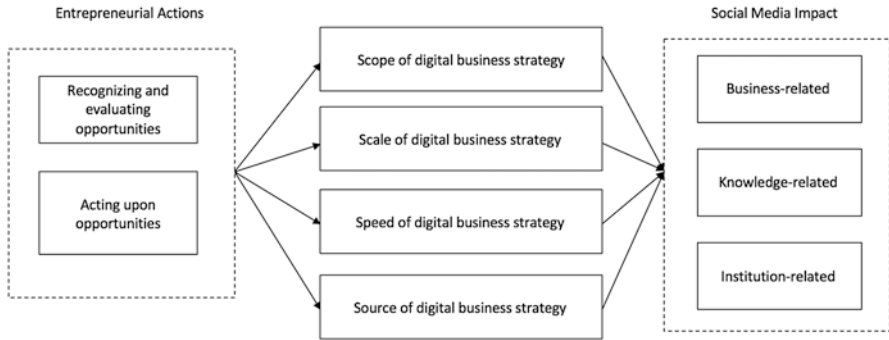 Entrepreneurial Actions
Recognizing and
evaluating
opportunities
Acting upon
opportunities
Scope of digital business strategy
Scale of digital business strategy
Speed of digital business strategy
Source of digital business strategy
Social Media Impact
Business-related
Knowledge-related
Institution-related